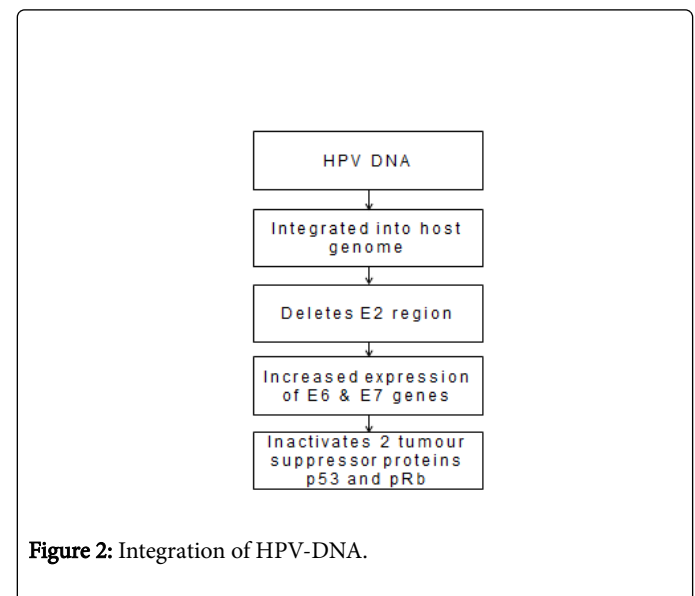 HPV DNA
Integrated into host
genome
Deletes E2 region
Increased expression
of E6 & E7 genes
Inactivates 2 tumour
suppressor proteins
p53 and pRb
Figure 2: Integration of HPV-DNA.